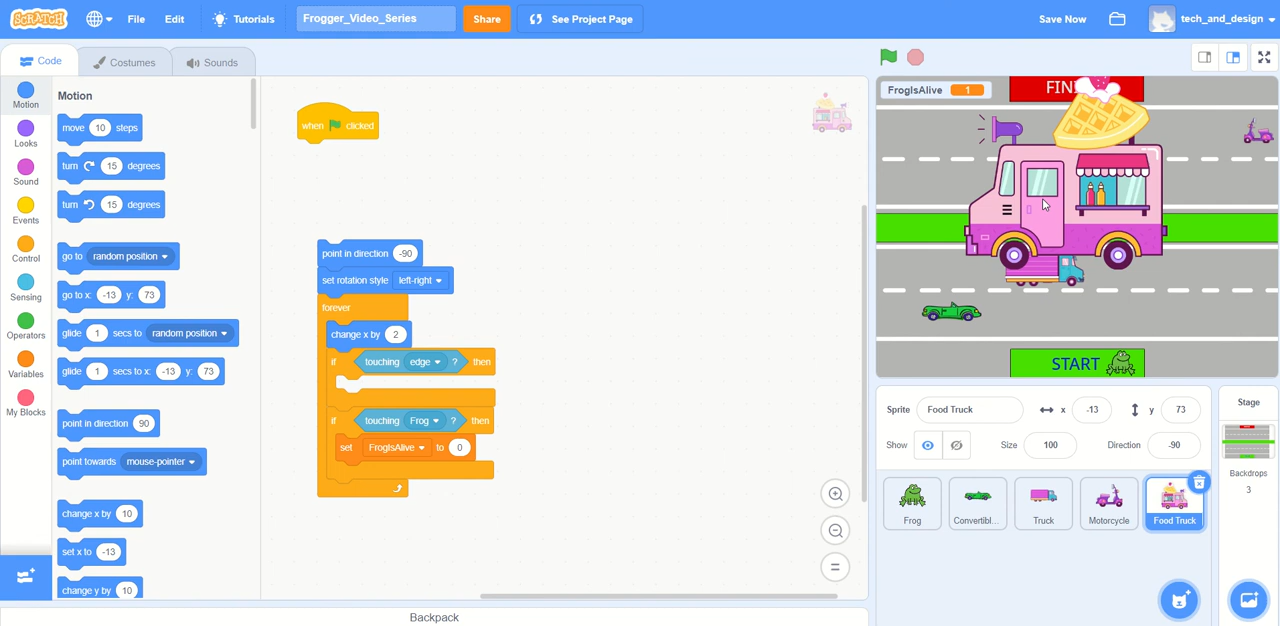 SCRATCH File Edit Tutorials Frogger_Video_Series Share See Project Page Save Now tech_and_design
Code Costumes Sounds
Motion
Looks
Sound
Events
Control
Sensing
Operators
Variables
My Blocks
Motion
move 10 steps
turn 15 degrees
turn 15 degrees
go to random position
go to x: -13 y: 73
glide 1 secs to random position
glide 1 secs to x: -13 y: 73
point in direction 90
point towards mouse-pointer
change x by 10
set x to -13
change y by 10
when clicked
point in direction -90
set rotation style left-right
forever
change x by 2
if touching edge ? then
if touching Frog ? then
set FrogIsAlive to 0
Backpack
FrogIsAlive 1
FIN
START
Sprite Food Truck x -13 y 73
Show Size 100 Direction -90
Frog Convertibl... Truck Motorcycle Food Truck
Stage
Backdrops
3